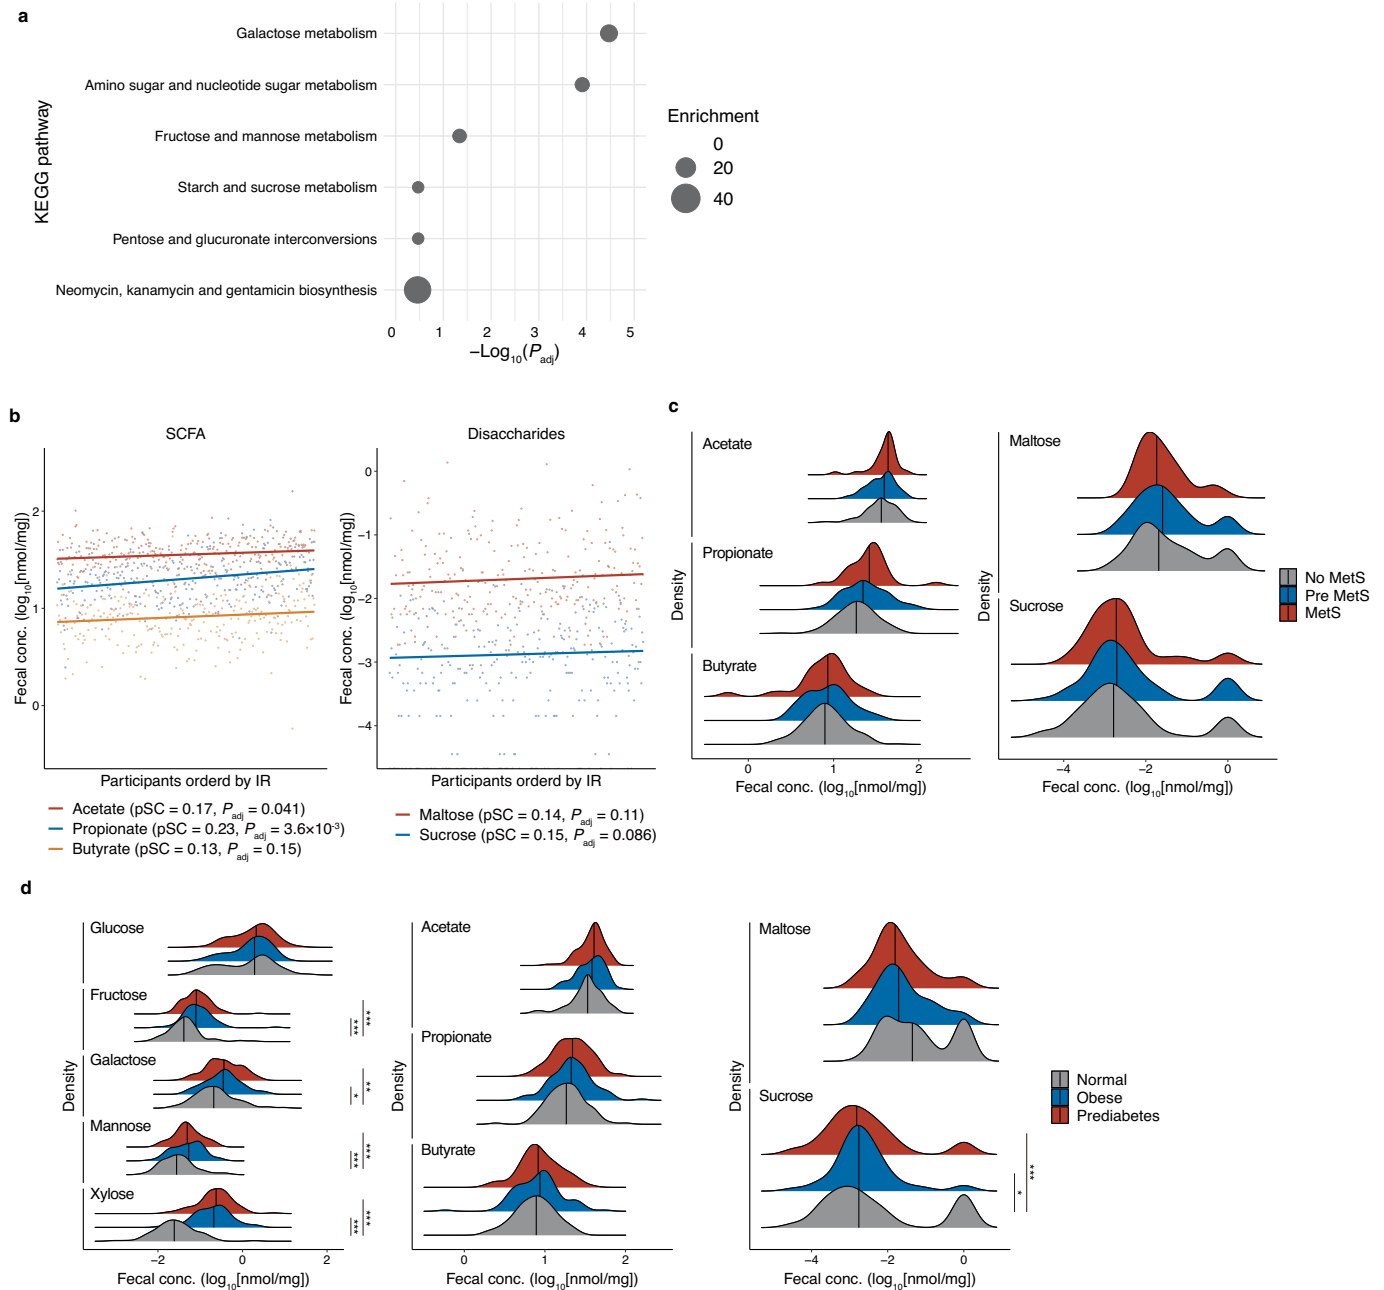 a
KEGG pathway
Galactose metabolism
Amino sugar and nucleotide sugar metabolism
Fructose and mannose metabolism
Starch and sucrose metabolism
Pentose and glucuronate interconversions
Neomycin, kanamycin and gentamicin biosynthesis
0 1 2 3 4 5
−Log10(Padj)
Enrichment
0
20
40
b
SCFA
Fecal conc. (log10[nmol/mg])
2
1
0
Participants orderd by IR
Acetate (pSC = 0.17, Padj = 0.041)
Propionate (pSC = 0.23, Padj = 3.6×10-3)
Butyrate (pSC = 0.13, Padj = 0.15)
Disaccharides
Fecal conc. (log10[nmol/mg])
0
−1
−2
−3
−4
Participants orderd by IR
Maltose (pSC = 0.14, Padj = 0.11)
Sucrose (pSC = 0.15, Padj = 0.086)
c
Density
Acetate
Propionate
Butyrate
0 1 2
Fecal conc. (log10[nmol/mg])
Density
Maltose
Sucrose
−4 −2 0
Fecal conc. (log10[nmol/mg])
No MetS
Pre MetS
MetS
d
Density
Glucose
Fructose
*** ***
Galactose
* **
Mannose
*** ***
Xylose
*** ***
−2 0 2
Fecal conc. (log10[nmol/mg])
Density
Acetate
Propionate
Butyrate
0 1 2
Fecal conc. (log10[nmol/mg])
Density
Maltose
Sucrose
* ***
−4 −2 0
Fecal conc. (log10[nmol/mg])
Normal
Obese
Prediabetes